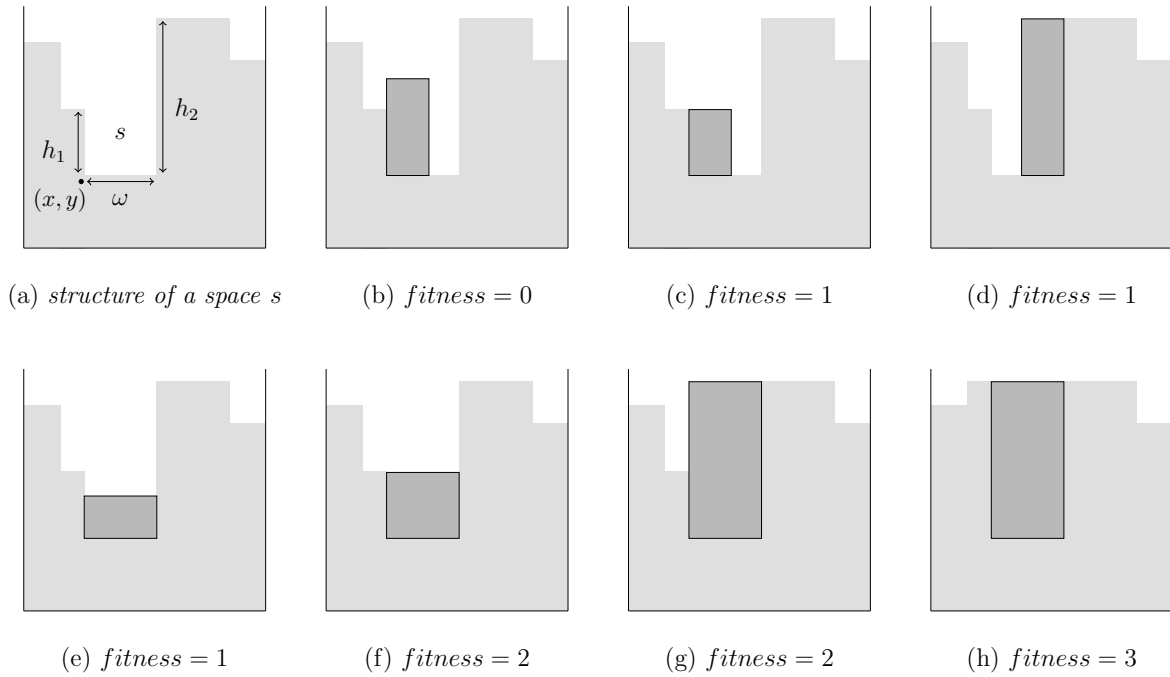 h₂
s
h₁
(x, y)
ω
(a) structure of a space s
(b) fitness = 0
(c) fitness = 1
(d) fitness = 1
(e) fitness = 1
(f) fitness = 2
(g) fitness = 2
(h) fitness = 3